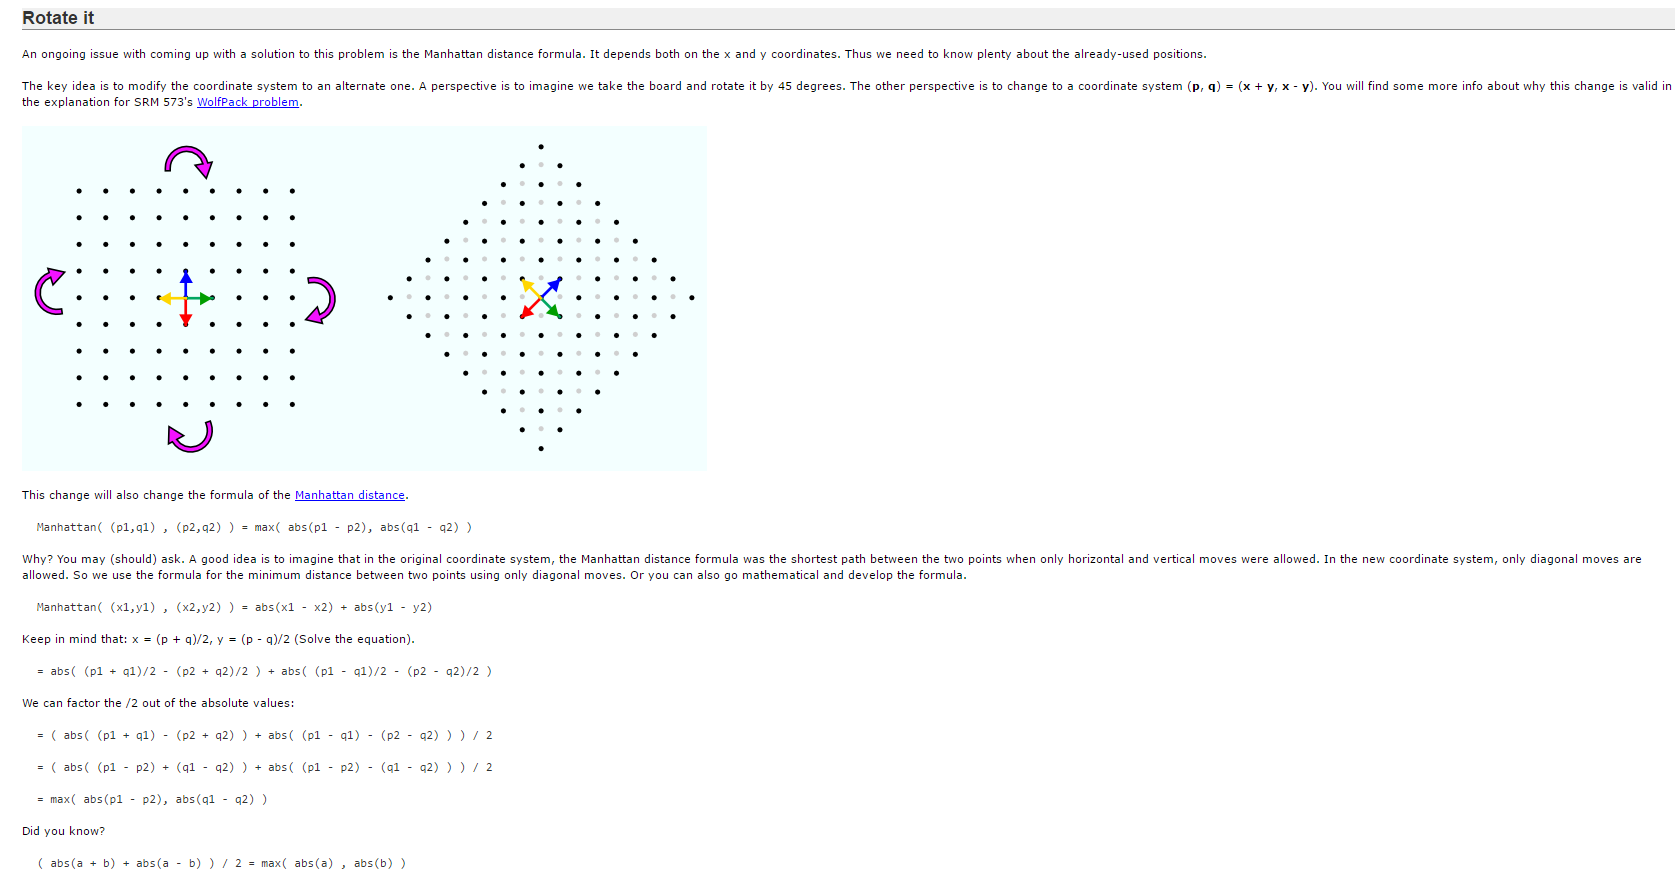 Rotate it
An ongoing issue with coming up with a solution to this problem is the Manhattan distance formula. It depends both on the x and y coordinates. Thus we need to know plenty about the already-used positions.
The key idea is to modify the coordinate system to an alternate one. A perspective is to imagine we take the board and rotate it by 45 degrees. The other perspective is to change to a coordinate system (p, q) = (x + y, x - y). You will find some more info about why this change is valid in
the explanation for SRM 573's WolfPack problem.
This change will also change the formula of the Manhattan distance.
Manhattan( (p1,q1) , (p2,q2) ) = max( abs(p1 - p2), abs(q1 - q2) )
Why? You may (should) ask. A good idea is to imagine that in the original coordinate system, the Manhattan distance formula was the shortest path between the two points when only horizontal and vertical moves were allowed. In the new coordinate system, only diagonal moves are
allowed. So we use the formula for the minimum distance between two points using only diagonal moves. Or you can also go mathematical and develop the formula.
Manhattan( (x1,y1) , (x2,y2) ) = abs(x1 - x2) + abs(y1 - y2)
Keep in mind that: x = (p + q)/2, y = (p - q)/2 (Solve the equation).
= abs( (p1 + q1)/2 - (p2 + q2)/2 ) + abs( (p1 - q1)/2 - (p2 - q2)/2 )
We can factor the /2 out of the absolute values:
= ( abs( (p1 + q1) - (p2 + q2) ) + abs( (p1 - q1) - (p2 - q2) ) ) / 2
= ( abs( (p1 - p2) + (q1 - q2) ) + abs( (p1 - p2) - (q1 - q2) ) ) / 2
= max( abs(p1 - p2), abs(q1 - q2) )
Did you know?
( abs(a + b) + abs(a - b) ) / 2 = max( abs(a) , abs(b) )